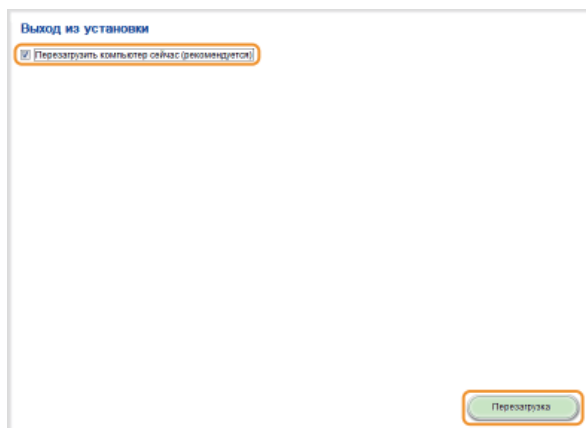 Выход из установки
Перезагрузить компьютер сейчас (рекомендуется)
Перезагрузка